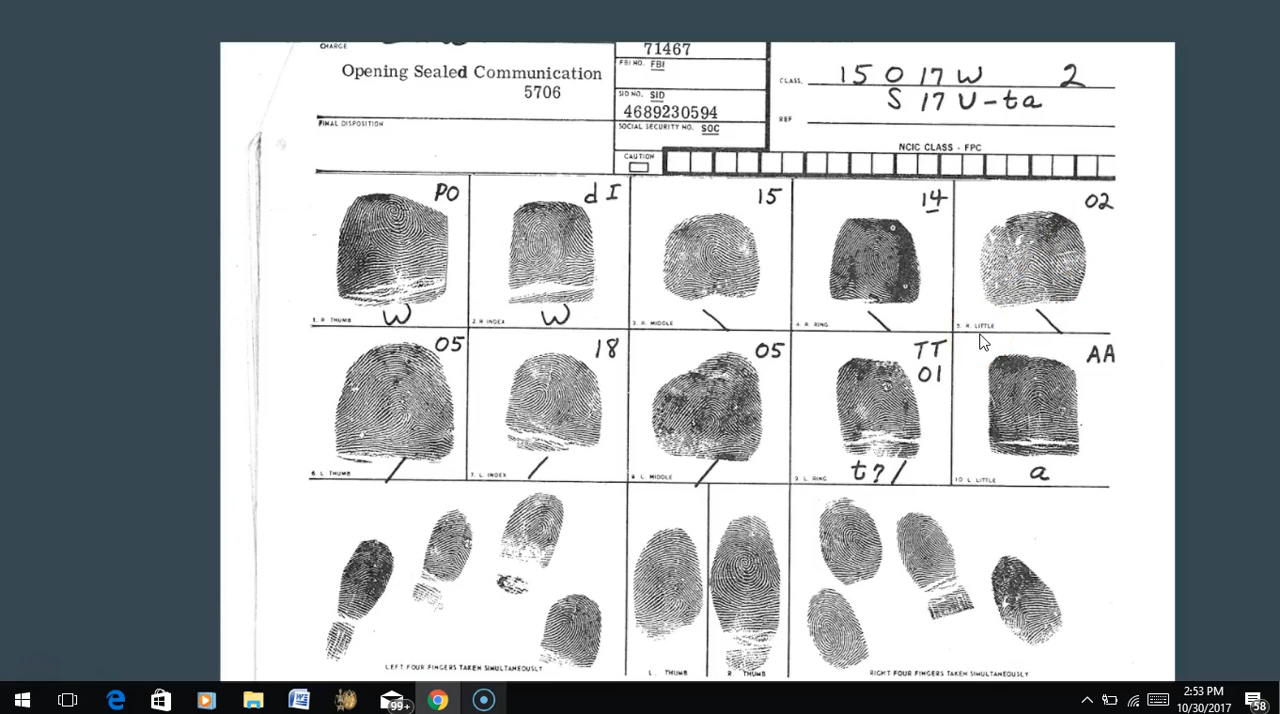 CHARGE
Opening Sealed Communication
5706
FINAL DISPOSITION
71467
FBI NO. FBI
SID NO. SID
4689230594
SOCIAL SECURITY NO. SOC
CAUTION
CLASS. 15 O 17 W 2
S 17 U-ta
REF
NCIC CLASS - FPC
PO
dI
15
14
02
1. R THUMB
W
2 R INDEX
W
3. R. MIDDLE
\
4. R. RING
\
5. R. LITTLE
\
05
18
05
TT
01
AA
6. L THUMB
/
7. L. INDEX
/
8. L. MIDDLE
/
9. L. RING
t?/
10. L. LITTLE
a
LEFT FOUR FINGERS TAKEN SIMULTANEOUSLY
L. THUMB
R. THUMB
RIGHT FOUR FINGERS TAKEN SIMULTANEOUSLY
99+
2:53 PM
10/30/2017
58